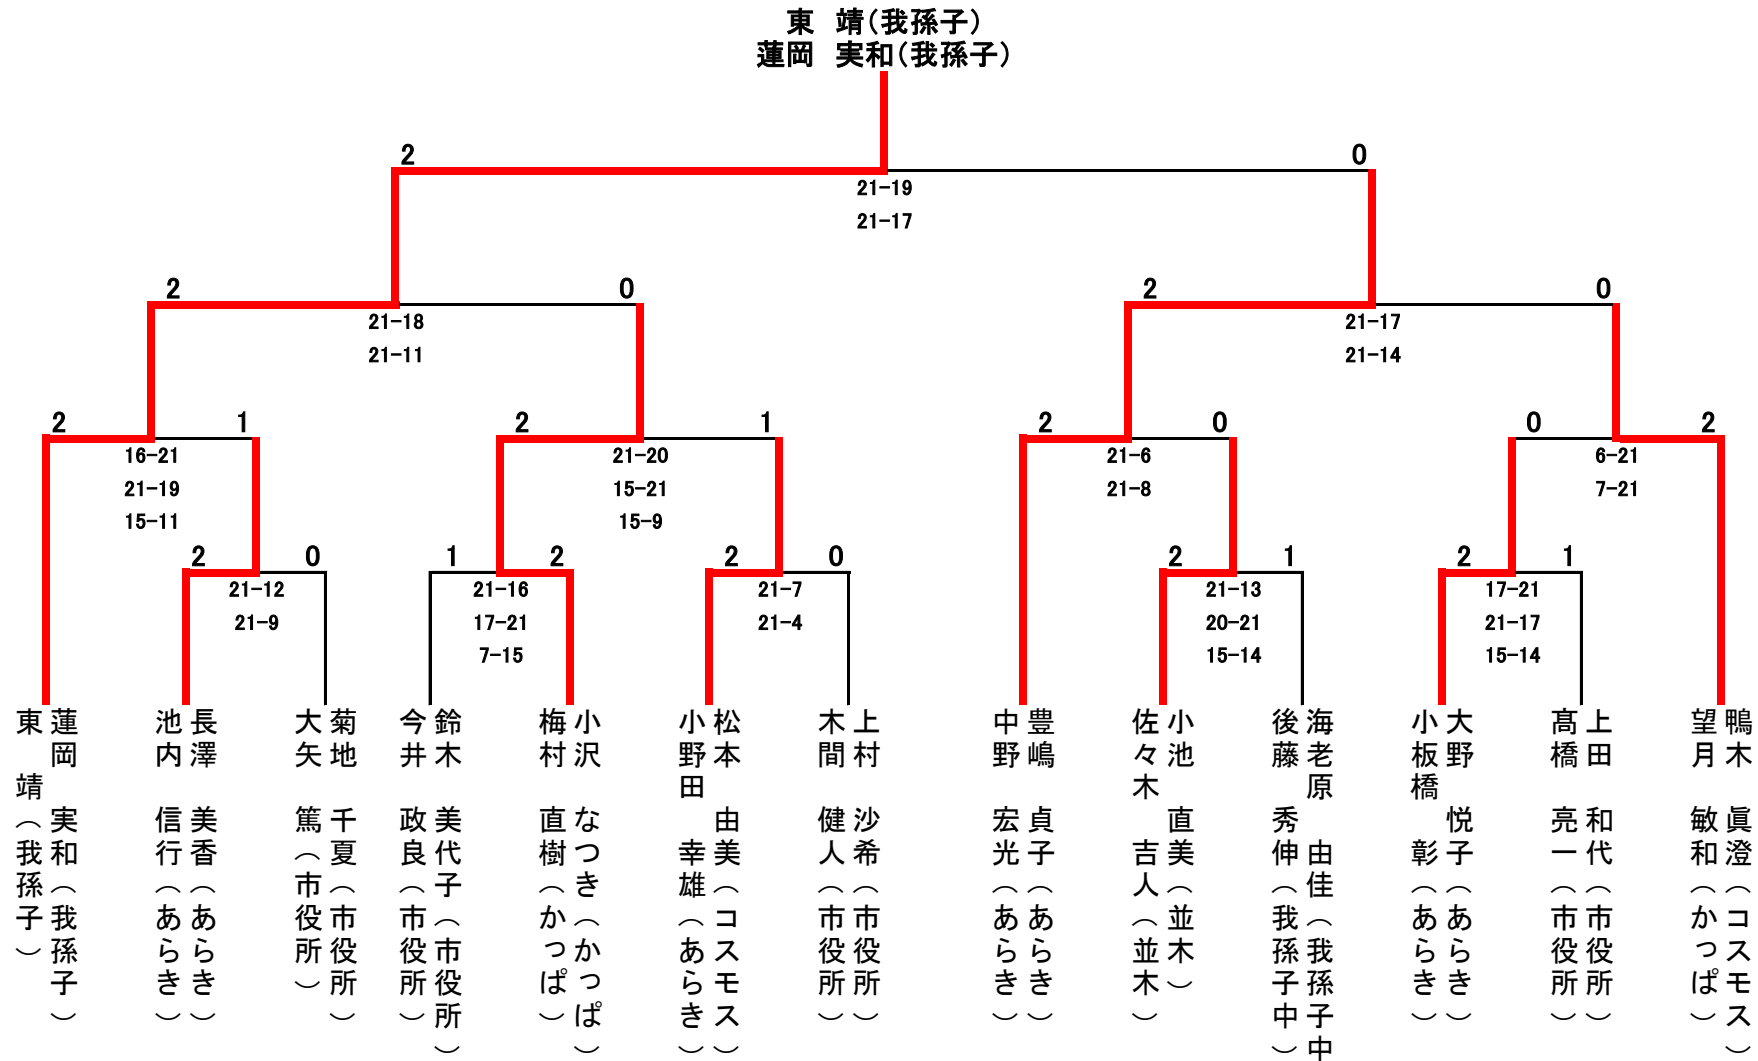 東　靖（我孫子）
蓮岡　実和（我孫子）
2 0
21-19
21-17
2 0 2 0
21-18 21-17
21-11 21-14
2 1 2 1 2 0 0 2
16-21 21-20 21-6 6-21
21-19 15-21 21-8 7-21
15-11 15-9
2 0 1 2 2 0 2 1 2 1
21-12 21-16 21-7 21-13 17-21
21-9 17-21 21-4 20-21 21-17
7-15 15-14 15-14
東　靖（我孫子）
蓮岡　実和（我孫子）
池内　信行（あらき）
長澤　美香（あらき）
大矢　篤（市役所）
菊地　千夏（市役所）
今井　政良（市役所）
鈴木　美代子（市役所）
梅村　直樹（かっぱ）
小沢　なつき（かっぱ）
小野田　幸雄（あらき）
松本　由美（コスモス）
木間　健人（市役所）
上村　沙希（市役所）
中野　宏光（あらき）
豊嶋　貞子（あらき）
佐々木　吉人（並木）
小池　直美（並木）
後藤　秀伸（我孫子中）
海老原　由佳（我孫子中
小板橋　彰（あらき）
大野　悦子（あらき）
髙橋　亮一（市役所）
上田　和代（市役所）
望月　敏和（かっぱ）
鴨木　眞澄（コスモス）